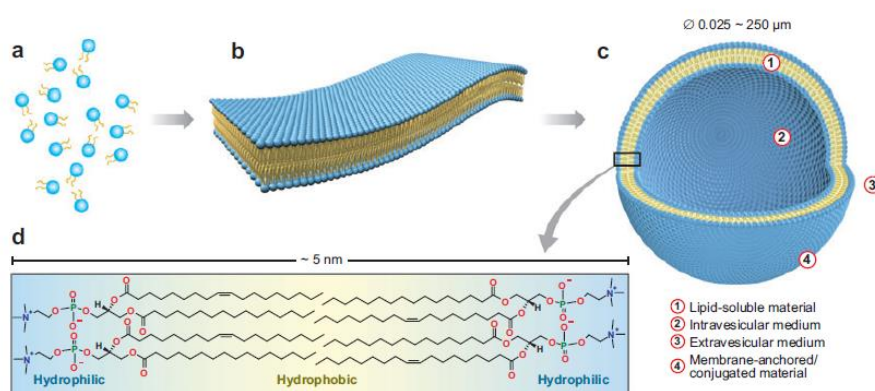 a
b
c
Ø 0.025 ~ 250 µm
1
2
3
4
d
~ 5 nm
Hydrophilic
Hydrophobic
Hydrophilic
1 Lipid-soluble material
2 Intravesicular medium
3 Extravesicular medium
4 Membrane-anchored/
conjugated material
O
O
O
P
O
O
O
O
O
H
N
+
−
O
O
O
P
O
O
O
O
O
H
N
+
−
O
O
O
P
O
O
O
O
O
H
N
+
−
O
O
O
P
O
O
O
O
O
H
N
+
−